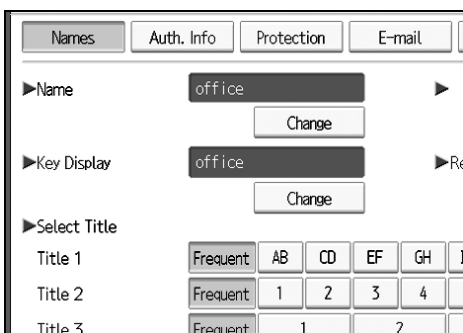 Names Auth. Info Protection E-mail
▶Name office ▶
Change
▶Key Display office ▶Re
Change
▶Select Title
Title 1 Frequent AB CD EF GH
Title 2 Frequent 1 2 3 4
Title 3 Frequent 1 2